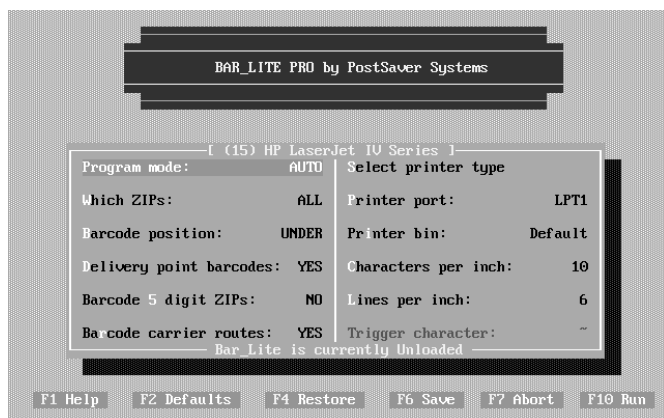 BAR_LITE PRO by PostSaver Systems
[ (15) HP LaserJet IV Series ]
Program mode: AUTO
Which ZIPs: ALL
Barcode position: UNDER
Delivery point barcodes: YES
Barcode 5 digit ZIPs: NO
Barcode carrier routes: YES
Select printer type
Printer port: LPT1
Printer bin: Default
Characters per inch: 10
Lines per inch: 6
Trigger character: ~
Bar_Lite is currently Unloaded
F1 Help F2 Defaults F4 Restore F6 Save F7 Abort F10 Run